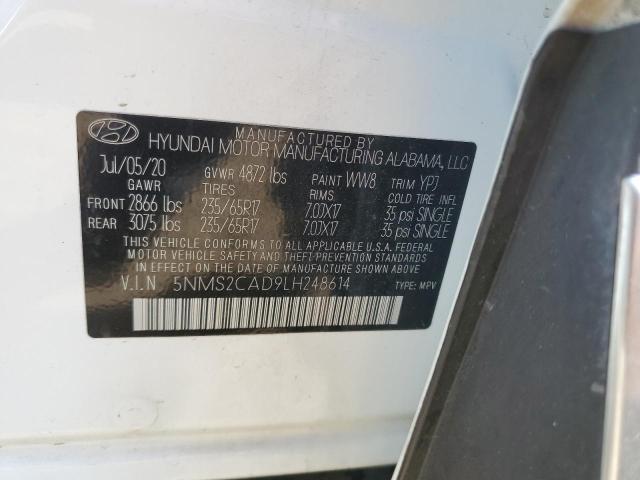 MANUFACTURED BY
HYUNDAI MOTOR MANUFACTURING ALABAMA, LLC
Jul/05/20 GVWR 4872 lbs PAINT WW8 TRIM YPJ
GAWR TIRES RIMS COLD TIRE INFL
FRONT 2866 lbs 235/65R17 7.0JX17 35 psi SINGLE
REAR 3075 lbs 235/65R17 7.0JX17 35 psi SINGLE
THIS VEHICLE CONFORMS TO ALL APPLICABLE U.S.A. FEDERAL
MOTOR VEHICLE SAFETY AND THEFT PREVENTION STANDARDS
IN EFFECT ON THE DATE OF MANUFACTURE SHOWN ABOVE.
V.I.N 5NMS2CAD9LH248614 TYPE: MPV